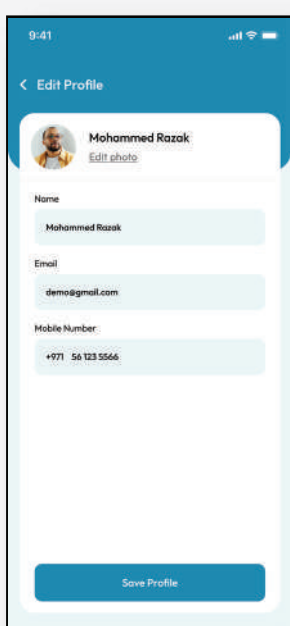 9:41
Edit Profile
Mohammed Razak
Edit photo
Name
Mohammed Razak
Email
demo@gmail.com
Mobile Number
+971 56 123 5566
Save Profile